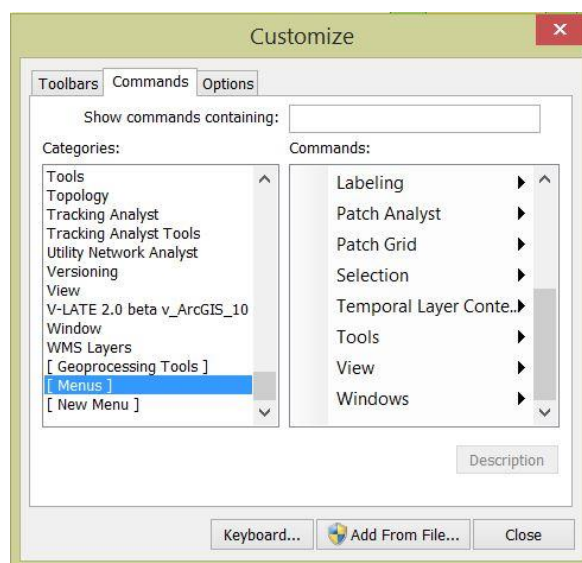 Customize
Toolbars Commands Options
Show commands containing:
Categories:
Tools
Topology
Tracking Analyst
Tracking Analyst Tools
Utility Network Analyst
Versioning
View
V-LATE 2.0 beta v_ArcGIS_10
Window
WMS Layers
[ Geoprocessing Tools ]
[ Menus ]
[ New Menu ]
Commands:
Labeling
Patch Analyst
Patch Grid
Selection
Temporal Layer Conte..
Tools
View
Windows
Description
Keyboard... Add From File... Close